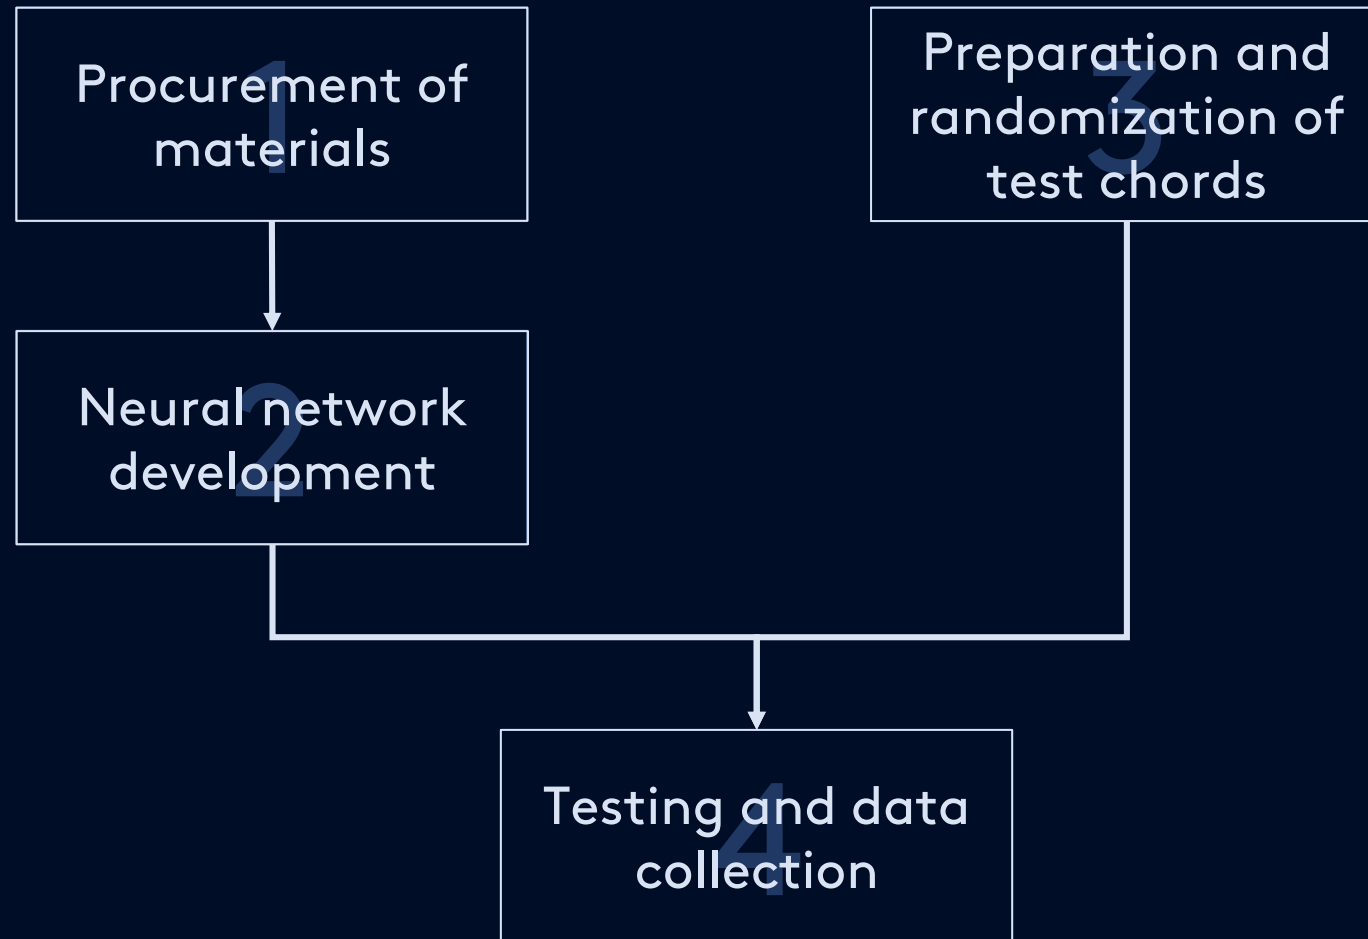 1
Procurement of
materials
3
Preparation and
randomization of
test chords
2
Neural network
development
4
Testing and data
collection